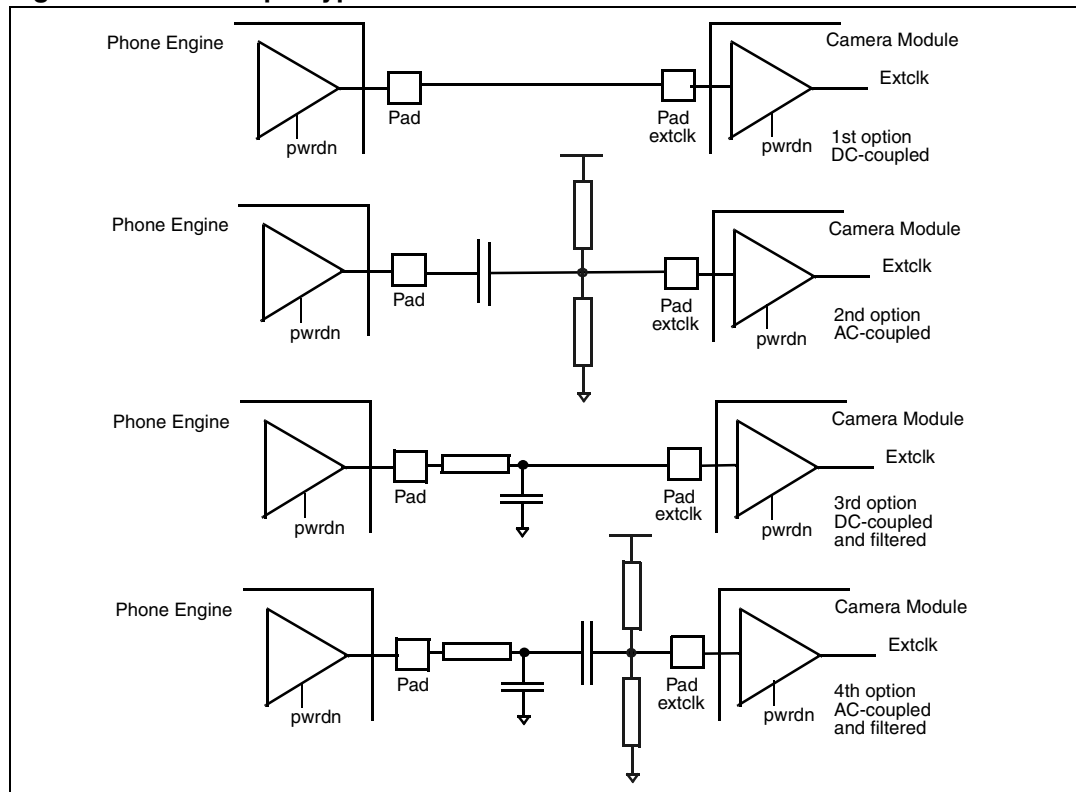 Phone Engine
Camera Module
Extclk
Pad
Pad
extclk
pwrdn
pwrdn
1st option
DC-coupled
Phone Engine
Camera Module
Extclk
Pad
Pad
extclk
pwrdn
pwrdn
2nd option
AC-coupled
Phone Engine
Camera Module
Extclk
Pad
Pad
extclk
pwrdn
pwrdn
3rd option
DC-coupled
and filtered
Phone Engine
Camera Module
Extclk
Pad
Pad
extclk
pwrdn
pwrdn
4th option
AC-coupled
and filtered